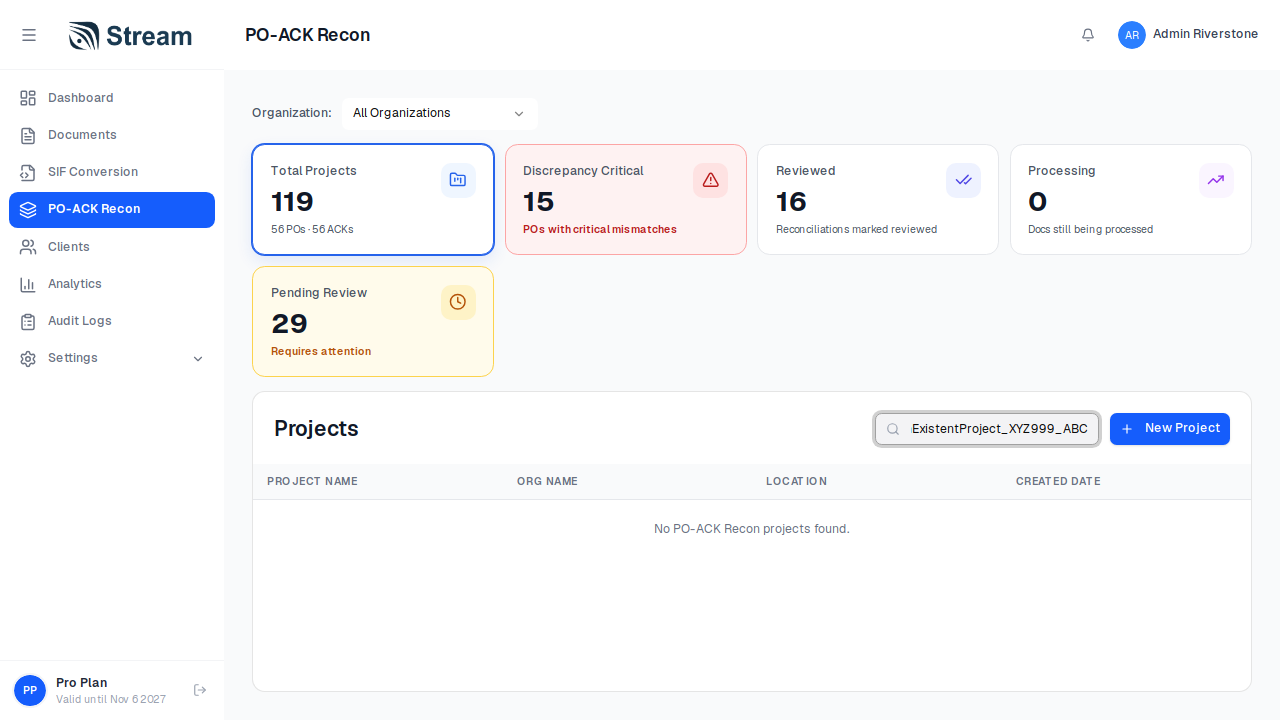 Stream
PO-ACK Recon
AR
Admin Riverstone
Dashboard
Documents
SIF Conversion
PO-ACK Recon
Clients
Analytics
Audit Logs
Settings
Organization:
All Organizations
Total Projects
119
56 POs · 56 ACKs
Discrepancy Critical
15
POs with critical mismatches
Reviewed
16
Reconciliations marked reviewed
Processing
0
Docs still being processed
Pending Review
29
Requires attention
Projects
ExistentProject_XYZ999_ABC
New Project
PROJECT NAME
ORG NAME
LOCATION
CREATED DATE
No PO-ACK Recon projects found.
PP
Pro Plan
Valid until Nov 6 2027